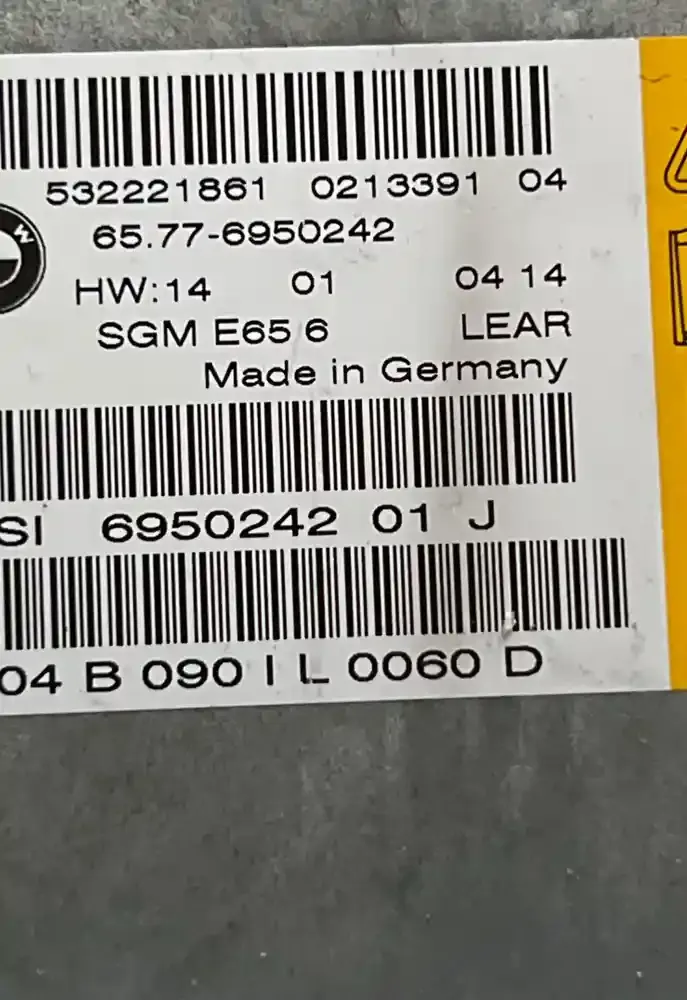 532221861 0213391 04
W
65.77-6950242
HW:14 01 04 14
SGM E65 6 LEAR
Made in Germany
SI 6950242 01 J
04 B 090 I L 0060 D